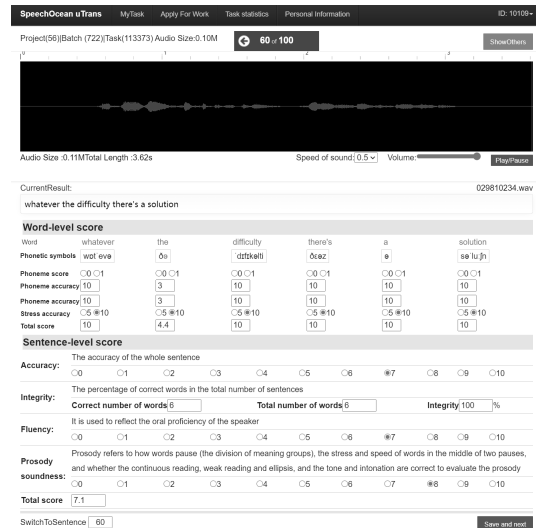 SpeechOcean uTrans MyTask Apply For Work Task statistics Personal Information ID: 10109
Project(56)|Batch (722)|Task(113373) Audio Size:0.10M 60 of 100 ShowOthers
0 1 2 3
Audio Size :0.11MTotal Length :3.62s Speed of sound: 0.5 Volume: Play/Pause
CurrentResult: 029810234.wav
whatever the difficulty there's a solution
Word-level score
Word whatever the difficulty there's a solution
Phonetic symbols wɒtˈevə ðə ˈdɪfɪkəlti ðɛəz ə səˈluːʃn
Phoneme score 0 1 0 1 0 1 0 1 0 1 0 1
Phoneme accuracy 10 3 10 10 10 10
Phoneme accuracy 10 3 10 10 10 10
Stress accuracy 5 10 5 10 5 10 5 10 5 10 5 10
Total score 10 4.4 10 10 10 10
Sentence-level score
Accuracy: The accuracy of the whole sentence
0 1 2 3 4 5 6 7 8 9 10
Integrity: The percentage of correct words in the total number of sentences
Correct number of words 6 Total number of words 6 Integrity 100 %
Fluency: It is used to reflect the oral proficiency of the speaker
0 1 2 3 4 5 6 7 8 9 10
Prosody soundness: Prosody refers to how words pause (the division of meaning groups), the stress and speed of words in the middle of two pauses,
and whether the continuous reading, weak reading and ellipsis, and the tone and intonation are correct to evaluate the prosody
0 1 2 3 4 5 6 7 8 9 10
Total score 7.1
SwitchToSentence 60 Save and next